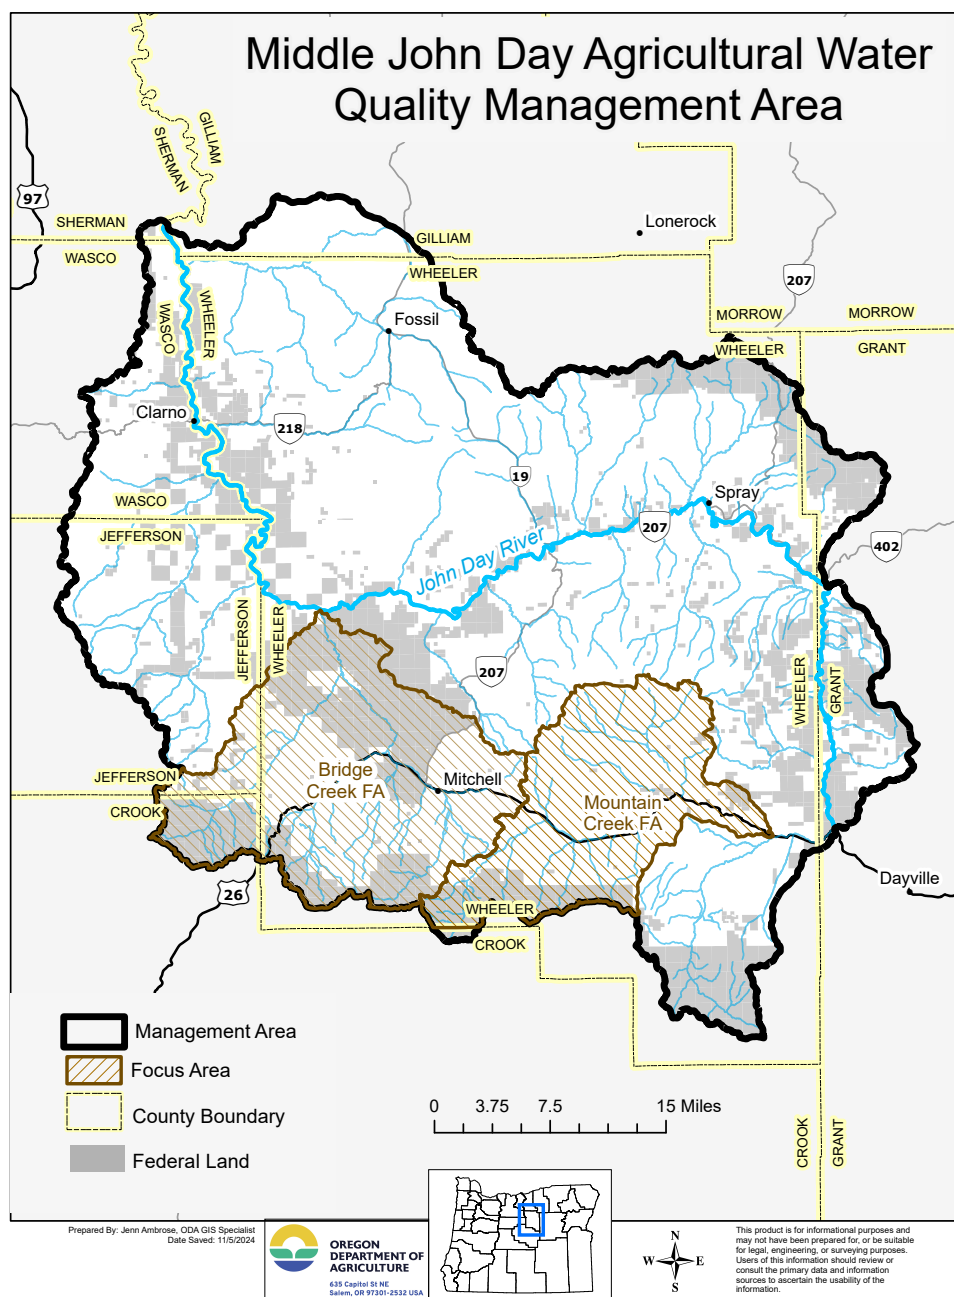 Middle John Day Agricultural Water
Quality Management Area
GILLIAM
SHERMAN
97
SHERMAN
WASCO
GILLIAM
WHEELER
Lonerock
207
MORROW
MORROW
WHEELER
GRANT
WHEELER
WASCO
Fossil
Clarno
218
19
WASCO
JEFFERSON
Spray
207
402
John Day River
JEFFERSON
WHEELER
207
WHEELER
GRANT
JEFFERSON
CROOK
Bridge
Creek FA
Mitchell
Mountain
Creek FA
26
Dayville
WHEELER
CROOK
Management Area
Focus Area
County Boundary
Federal Land
0 3.75 7.5 15 Miles
CROOK
GRANT
Prepared By: Jenn Ambrose, ODA GIS Specialist
Date Saved: 11/5/2024
OREGON
DEPARTMENT OF
AGRICULTURE
635 Capitol St NE
Salem, OR 97301-2532 USA
N
W E
S
This product is for informational purposes and
may not have been prepared for, or be suitable
for legal, engineering, or surveying purposes.
Users of this information should review or
consult the primary data and information
sources to ascertain the usability of the
information.